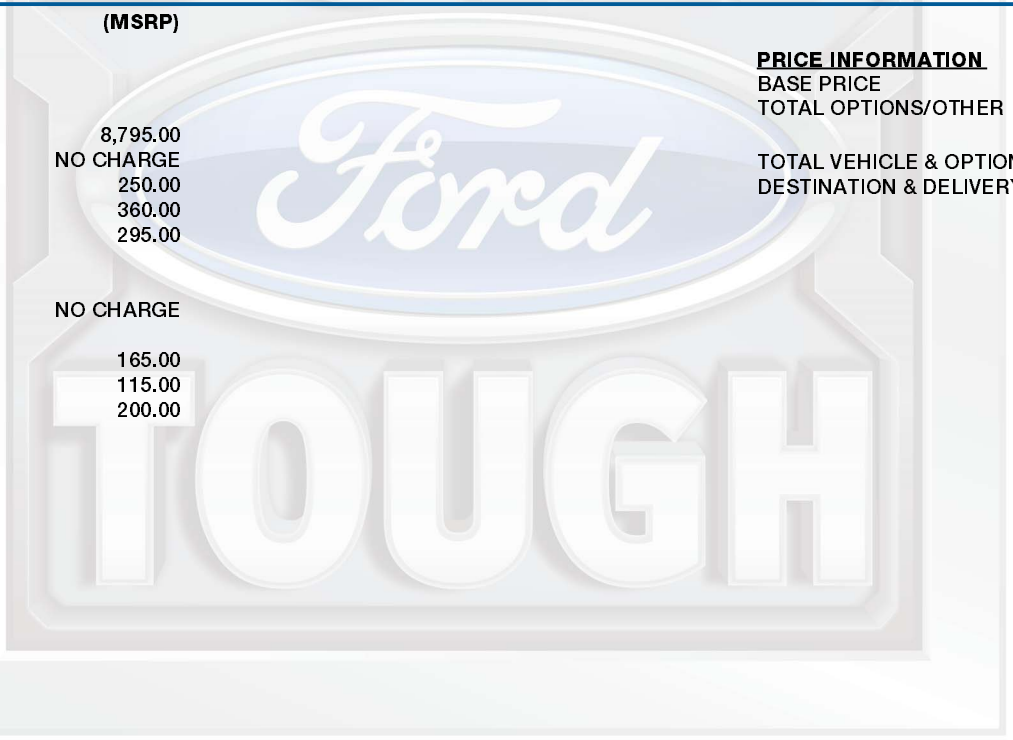 (MSRP)
8,795.00
NO CHARGE
250.00
360.00
295.00
NO CHARGE
165.00
115.00
200.00
PRICE INFORMATION
BASE PRICE
TOTAL OPTIONS/OTHER
TOTAL VEHICLE & OPTION
DESTINATION & DELIVERY
Ford
TOUGH